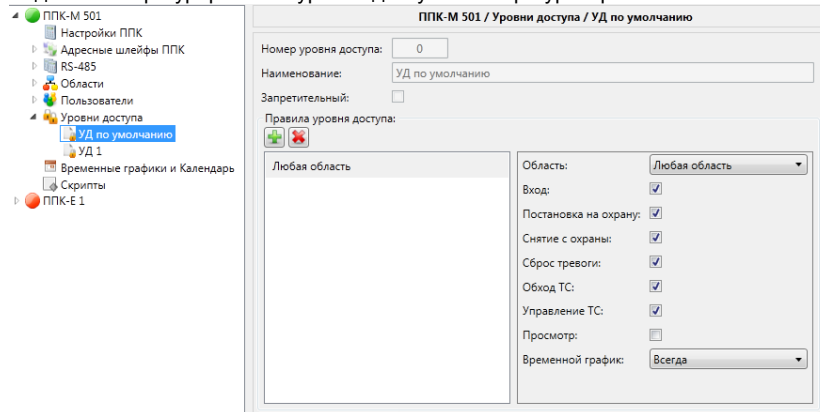 ППК-М 501
Настройки ППК
Адресные шлейфы ППК
RS-485
Области
Пользователи
Уровни доступа
УД по умолчанию
УД 1
Временные графики и Календарь
Скрипты
ППК-Е 1
ППК-М 501 / Уровни доступа / УД по умолчанию
Номер уровня доступа: 0
Наименование: УД по умолчанию
Запретительный:
Правила уровня доступа:
Любая область
Область: Любая область
Вход:
Постановка на охрану:
Снятие с охраны:
Сброс тревоги:
Обход ТС:
Управление ТС:
Просмотр:
Временной график: Всегда